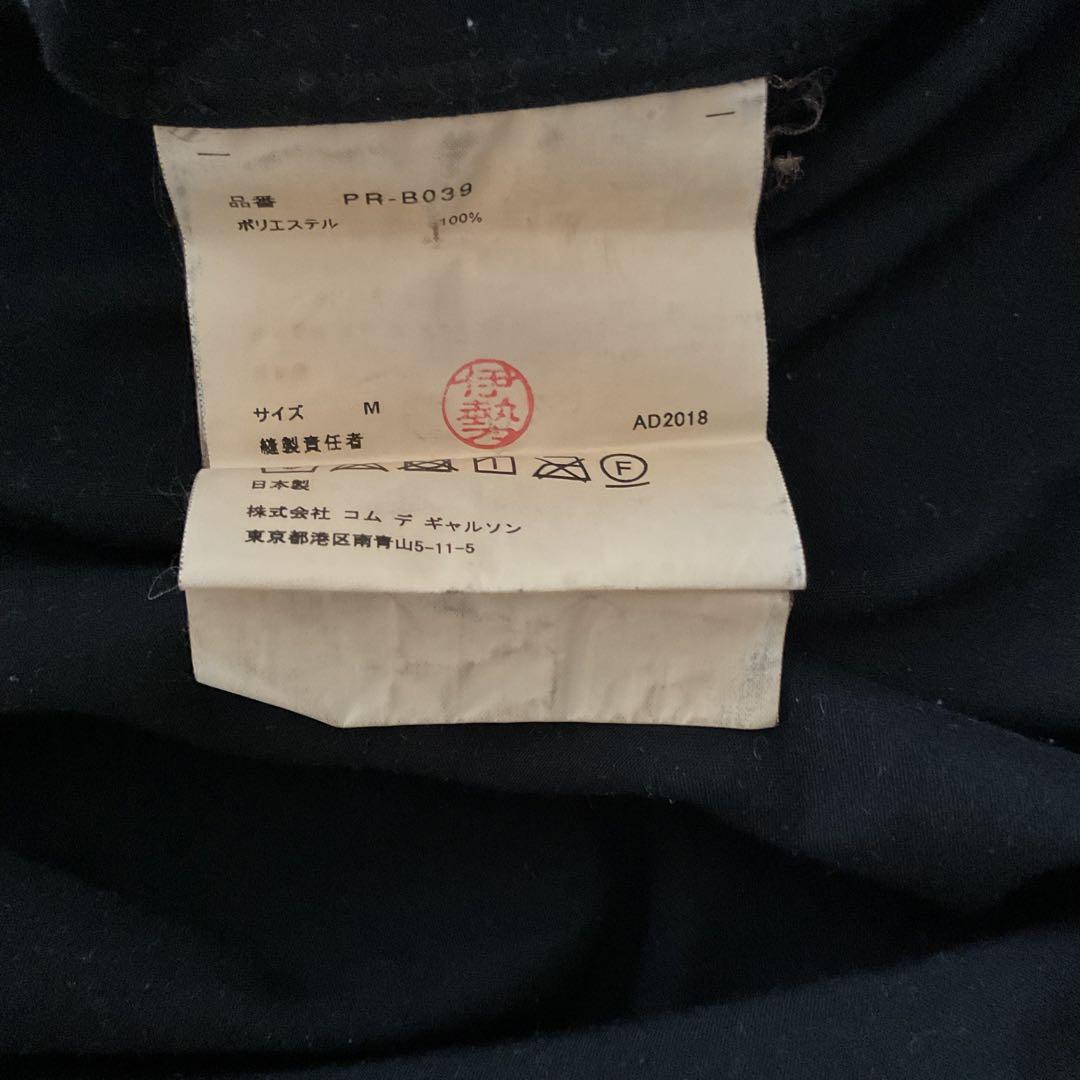 品番 PR-B039
ポリエステル 100%
サイズ M
伊勢
縫製責任者
AD2018
F
日本製
株式会社 コム デ ギャルソン
東京都港区南青山5-11-5